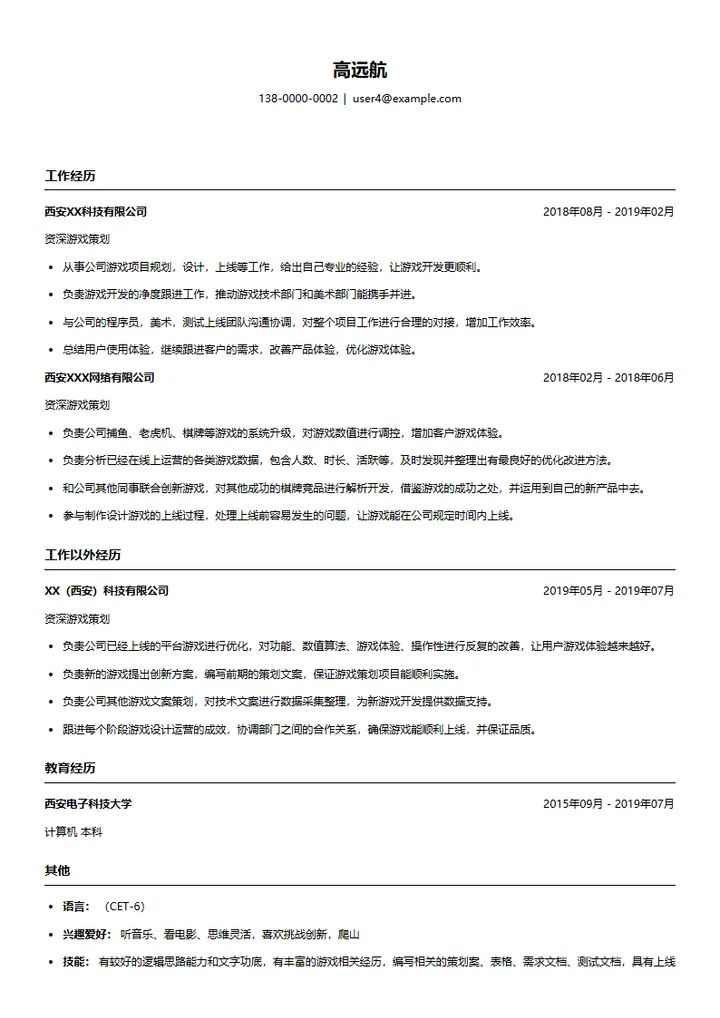 高远航
138-0000-0002 | user4@example.com
工作经历
西安XX科技有限公司 2018年08月 - 2019年02月
资深游戏策划
• 从事公司游戏项目规划，设计，上线等工作，给出自己专业的经验，让游戏开发更顺利。
• 负责游戏开发的净度跟进工作，推动游戏技术部门和美术部门能携手并进。
• 与公司的程序员，美术，测试上线团队沟通协调，对整个项目工作进行合理的对接，增加工作效率。
• 总结用户使用体验，继续跟进客户的需求，改善产品体验，优化游戏体验。
西安XXX网络有限公司 2018年02月 - 2018年06月
资深游戏策划
• 负责公司捕鱼、老虎机、棋牌等游戏的系统升级，对游戏数值进行调控，增加客户游戏体验。
• 负责分析已经在线上运营的各类游戏数据，包含人数、时长、活跃等，及时发现并整理出有最良好的优化改进方法。
• 和公司其他同事联合创新游戏，对其他成功的棋牌竞品进行解析开发，借鉴游戏的成功之处，并运用到自己的新产品中去。
• 参与制作设计游戏的上线过程，处理上线前容易发生的问题，让游戏能在公司规定时间内上线。
工作以外经历
XX（西安）科技有限公司 2019年05月 - 2019年07月
资深游戏策划
• 负责公司已经上线的平台游戏进行优化，对功能、数值算法、游戏体验、操作性进行反复的改善，让用户游戏体验越来越好。
• 负责新的游戏提出创新方案，编写前期的策划文案，保证游戏策划项目能顺利实施。
• 负责公司其他游戏文案策划，对技术文案进行数据采集整理，为新游戏开发提供数据支持。
• 跟进每个阶段游戏设计运营的成效，协调部门之间的合作关系，确保游戏能顺利上线，并保证品质。
教育经历
西安电子科技大学 2015年09月 - 2019年07月
计算机 本科
其他
• 语言： （CET-6）
• 兴趣爱好： 听音乐、看电影、思维灵活，喜欢挑战创新，爬山
• 技能： 有较好的逻辑思路能力和文字功底，有丰富的游戏相关经历，编写相关的策划案、表格、需求文档、测试文档，具有上线